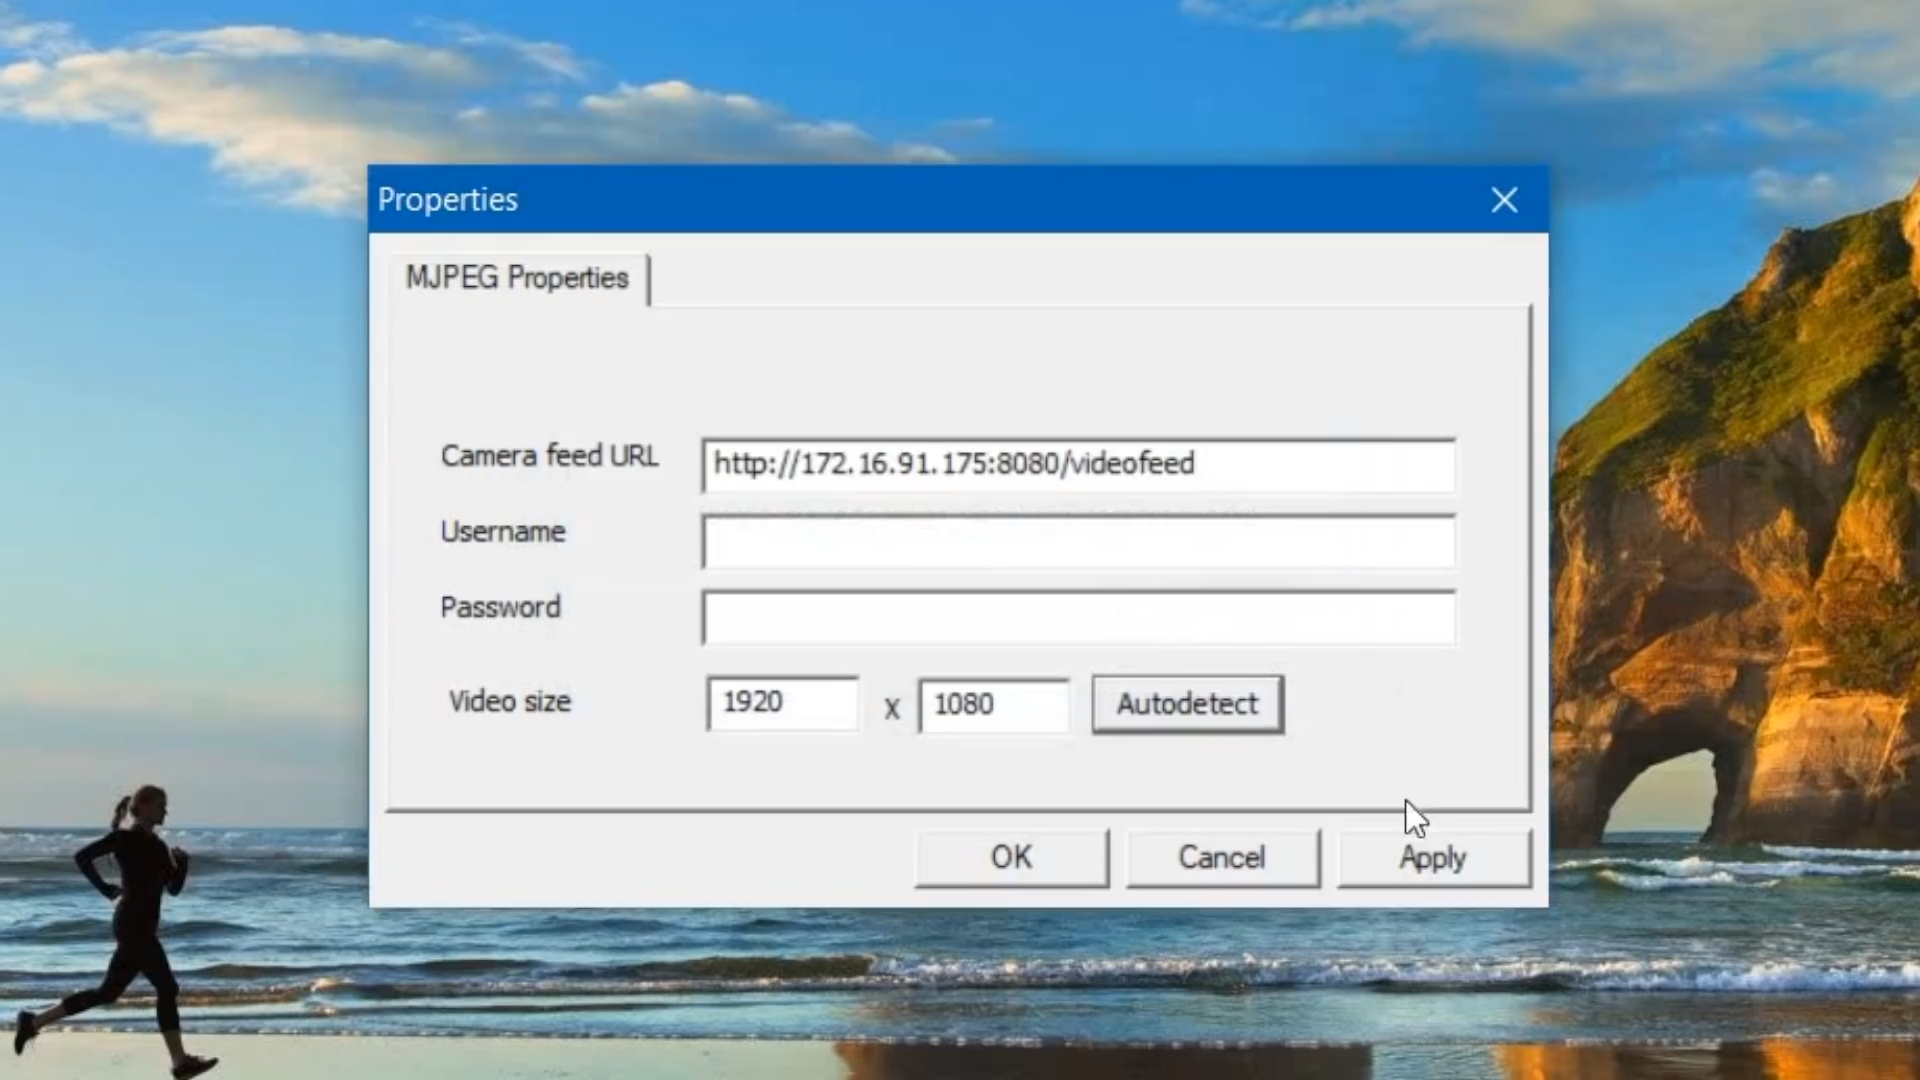 Properties
MJPEG Properties
Camera feed URL http://172.16.91.175:8080/videofeed
Username
Password
Video size 1920 x 1080 Autodetect
OK Cancel Apply